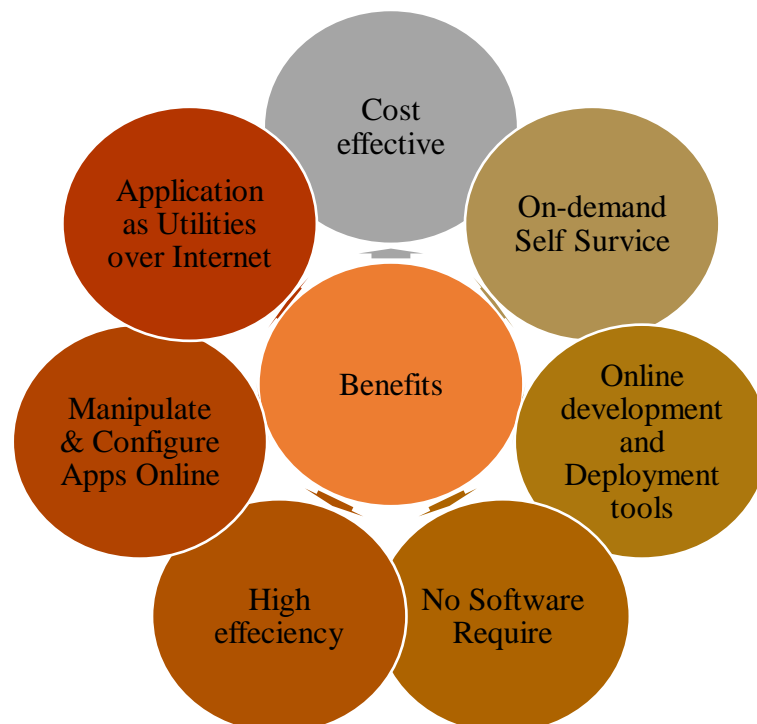 Cost
effective
On-demand
Self Survice
Online
development
and
Deployment
tools
No Software
Require
High
effeciency
Manipulate
& Configure
Apps Online
Application
as Utilities
over Internet
Benefits